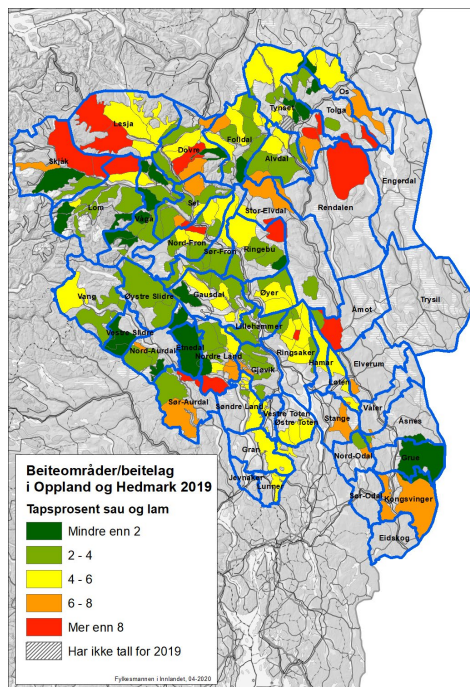 Os
Tynset
Tolga
Lesja
Folldal
Dovre
Alvdal
Skjåk
Engerdal
Lom
Sel
Rendalen
Vågå
Stor-Elvdal
Nord-Fron
Sør-Fron
Ringebu
Vang
Øystre Slidre
Gausdal
Øyer
Trysil
Åmot
Vestre Slidre
Etnedal
Lillehammer
Nord-Aurdal
Nordre Land
Ringsaker
Elverum
Gjøvik
Hamar
Løten
Sør-Aurdal
Søndre Land
Vestre Toten
Stange
Våler
Åsnes
Østre Toten
Gran
Nord-Odal
Grue
Jevnaker
Lunner
Sør-Odal
Kongsvinger
Eidskog
Beiteområder/beitelag
i Oppland og Hedmark 2019
Tapsprosent sau og lam
Mindre enn 2
2 - 4
4 - 6
6 - 8
Mer enn 8
Har ikke tall for 2019
Fylkesmannen i Innlandet, 04-2020